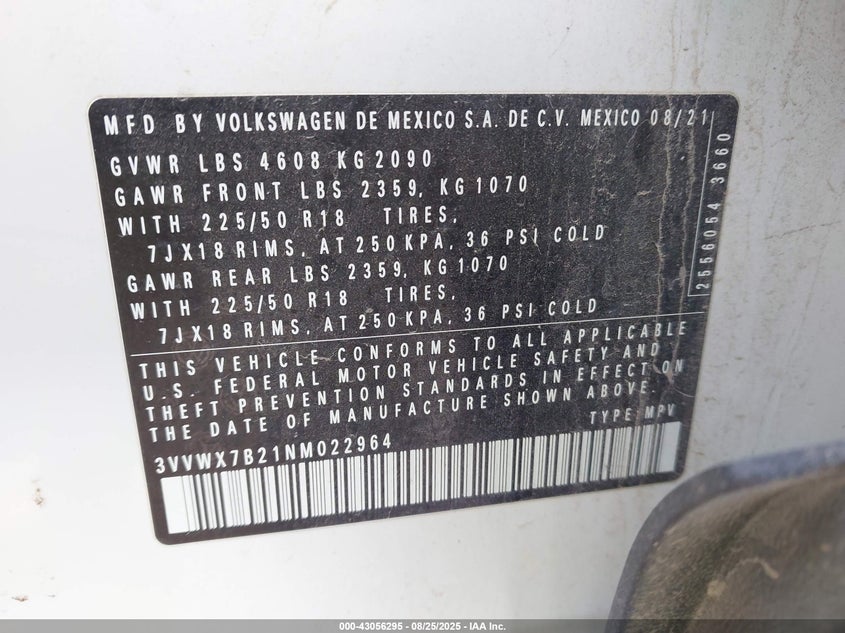 MFD BY VOLKSWAGEN DE MEXICO S.A. DE C.V. MEXICO 08/21
GVWR LBS 4608 KG 2090
GAWR FRONT LBS 2359, KG 1070
WITH 225/50 R18 TIRES,
7JX18 RIMS, AT 250 KPA, 36 PSI COLD
GAWR REAR LBS 2359, KG 1070
WITH 225/50 R18 TIRES,
7JX18 RIMS, AT 250 KPA, 36 PSI COLD
THIS VEHICLE CONFORMS TO ALL APPLICABLE
U.S. FEDERAL MOTOR VEHICLE SAFETY AND
THEFT PREVENTION STANDARDS IN EFFECT ON
THE DATE OF MANUFACTURE SHOWN ABOVE.
TYPE: MPV
3VVWX7B21NM022964
2556054 3660
000-43056295 - 08/25/2025 - IAA Inc.